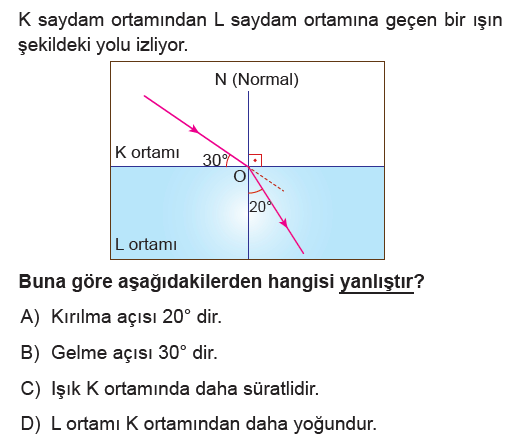 K saydam ortamından L saydam ortamına geçen bir ışın
şekildeki yolu izliyor.
N (Normal)
K ortamı
30°
O
20°
L ortamı
Buna göre aşağıdakilerden hangisi yanlıştır?
A) Kırılma açısı 20° dir.
B) Gelme açısı 30° dir.
C) Işık K ortamında daha süratlidir.
D) L ortamı K ortamından daha yoğundur.